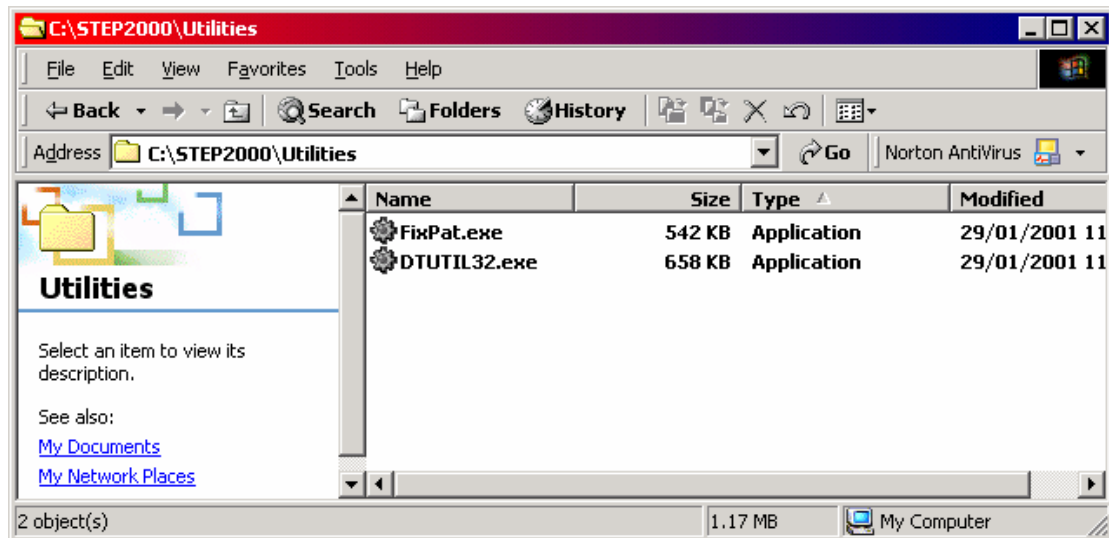 C:\STEP2000\Utilities
File Edit View Favorites Tools Help
Back Search Folders History
Address C:\STEP2000\Utilities Go Norton AntiVirus
Name Size Type Modified
FixPat.exe 542 KB Application 29/01/2001 11
DTUTIL32.exe 658 KB Application 29/01/2001 11
Utilities
Select an item to view its
description.
See also:
My Documents
My Network Places
2 object(s) 1.17 MB My Computer